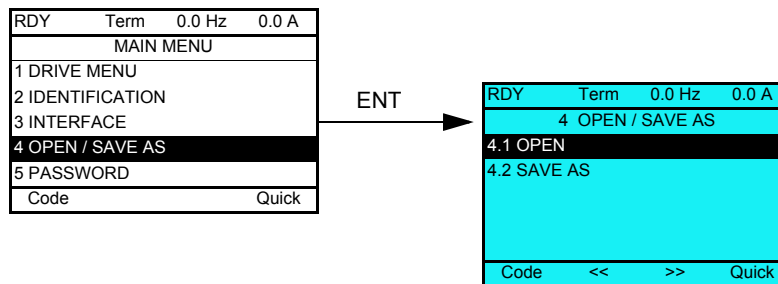 RDY Term 0.0 Hz 0.0 A
MAIN MENU
1 DRIVE MENU
2 IDENTIFICATION
3 INTERFACE
4 OPEN / SAVE AS
5 PASSWORD
Code Quick
ENT
RDY Term 0.0 Hz 0.0 A
4 OPEN / SAVE AS
4.1 OPEN
4.2 SAVE AS
Code << >> Quick